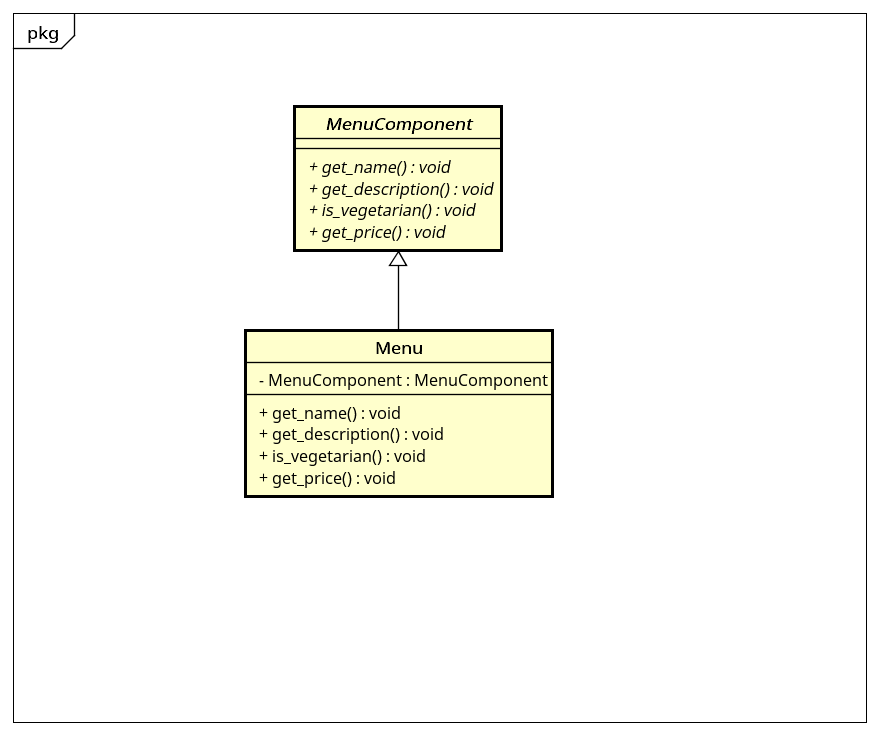 pkg
MenuComponent
+ get_name() : void
+ get_description() : void
+ is_vegetarian() : void
+ get_price() : void
Menu
- MenuComponent : MenuComponent
+ get_name() : void
+ get_description() : void
+ is_vegetarian() : void
+ get_price() : void